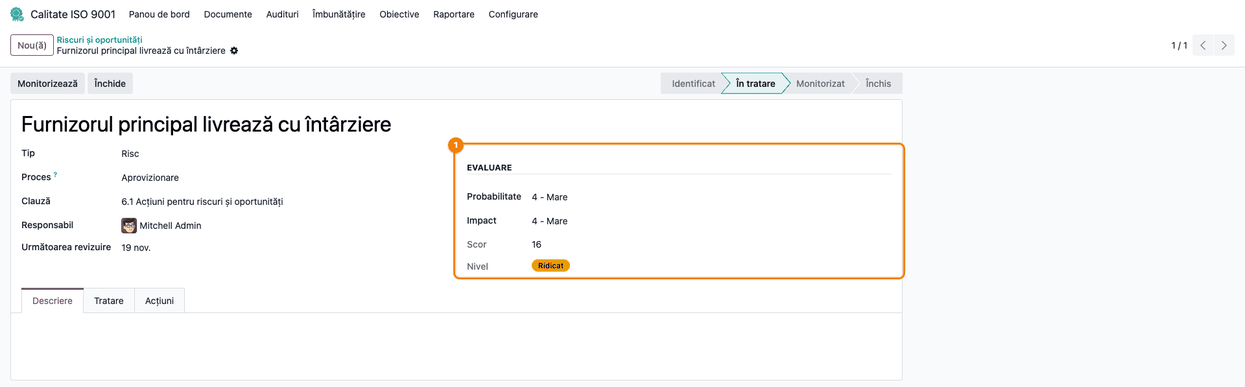 Calitate ISO 9001 Panou de bord Documente Audituri Îmbunătățire Obiective Raportare Configurare
Nou(ă) Riscuri și oportunități
Furnizorul principal livrează cu întârziere
1 / 1
Monitorizează Închide
Identificat În tratare Monitorizat Închis
Furnizorul principal livrează cu întârziere
Tip Risc
Proces ? Aprovizionare
Clauză 6.1 Acțiuni pentru riscuri și oportunități
Responsabil Mitchell Admin
Următoarea revizuire 19 nov.
1
EVALUARE
Probabilitate 4 - Mare
Impact 4 - Mare
Scor 16
Nivel Ridicat
Descriere Tratare Acțiuni